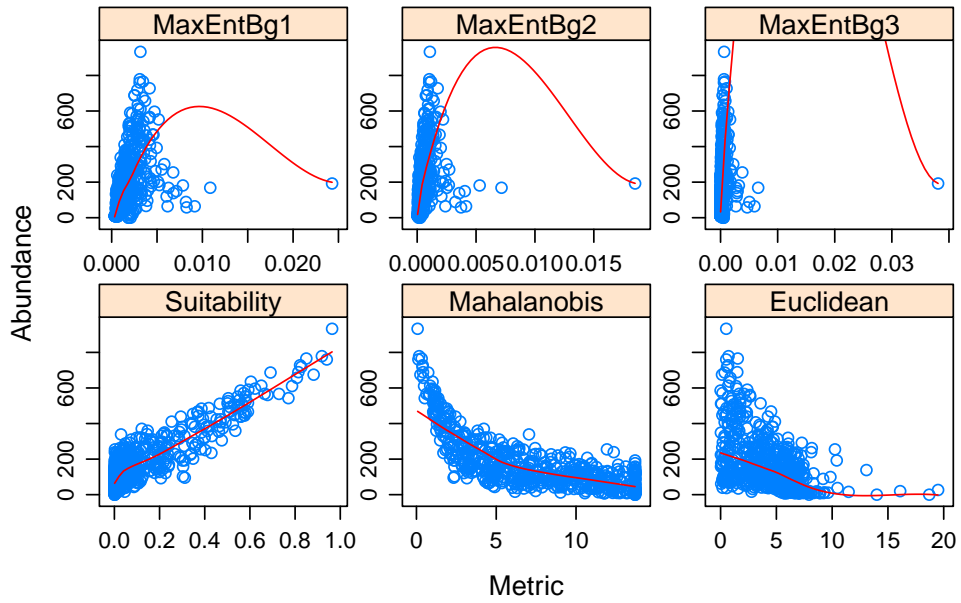 MaxEntBg1 MaxEntBg2 MaxEntBg3
0 200 600
0 200 600
0 200 600
0.000 0.010 0.020
0.000 0.005 0.010 0.015
0.00 0.01 0.02 0.03
Abundance
Suitability Mahalanobis Euclidean
0 200 600
0 200 600
0 200 600
0.0 0.2 0.4 0.6 0.8 1.0
0 5 10
0 5 10 15 20
Metric